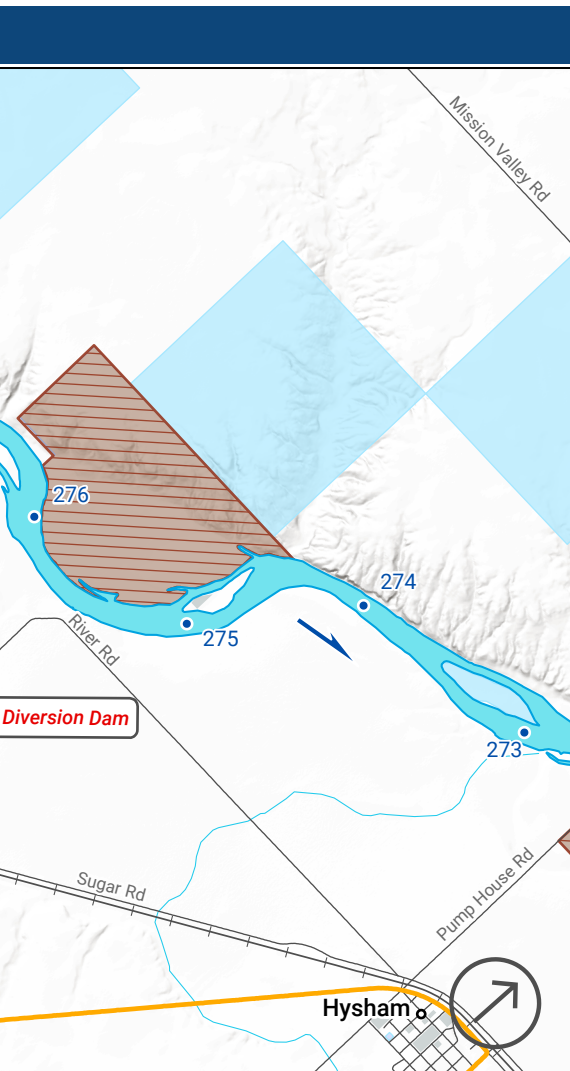 Mission Valley Rd
276
274
275
River Rd
Diversion Dam
273
Pump House Rd
Sugar Rd
Hysham